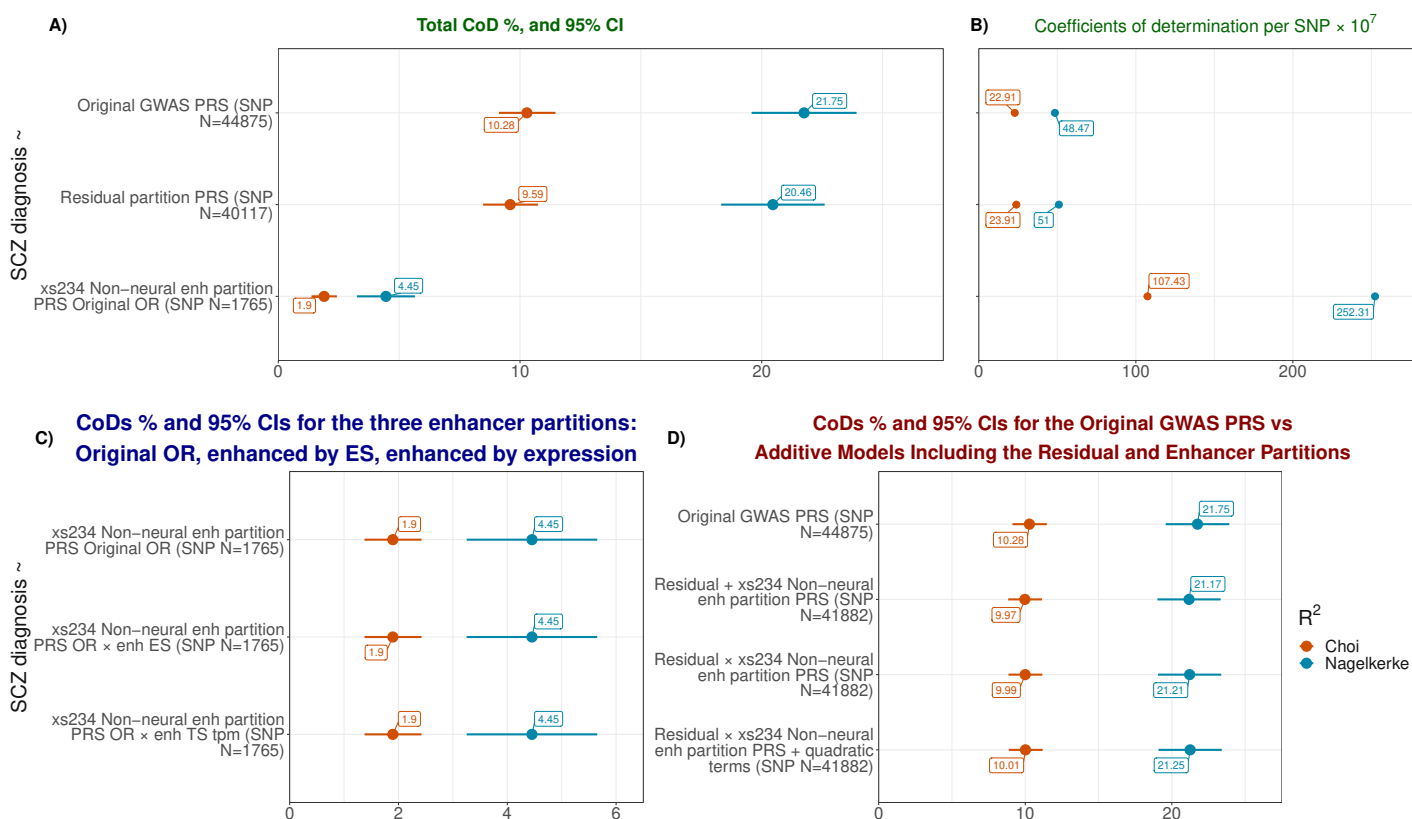 A)
Total CoD %, and 95% CI
SCZ diagnosis ~
Original GWAS PRS (SNP
N=44875)
Residual partition PRS (SNP
N=40117)
xs234 Non−neural enh partition
PRS Original OR (SNP N=1765)
21.75
10.28
9.59
20.46
4.45
1.9
0
10
20
B)
Coefficients of determination per SNP × 10^7
22.91
48.47
23.91
51
107.43
252.31
0
100
200
C)
CoDs % and 95% CIs for the three enhancer partitions:
Original OR, enhanced by ES, enhanced by expression
SCZ diagnosis ~
xs234 Non−neural enh partition
PRS Original OR (SNP N=1765)
xs234 Non−neural enh partition
PRS OR × enh ES (SNP N=1765)
xs234 Non−neural enh partition
PRS OR × enh TS tpm (SNP
N=1765)
1.9
4.45
4.45
1.9
1.9
4.45
0
2
4
6
D)
CoDs % and 95% CIs for the Original GWAS PRS vs
Additive Models Including the Residual and Enhancer Partitions
Original GWAS PRS (SNP
N=44875)
Residual + xs234 Non−neural
enh partition PRS (SNP
N=41882)
Residual × xs234 Non−neural
enh partition PRS (SNP
N=41882)
Residual × xs234 Non−neural
enh partition PRS + quadratic
terms (SNP N=41882)
21.75
10.28
21.17
9.97
9.99
21.21
10.01
21.25
0
10
20
R^2
Choi
Nagelkerke